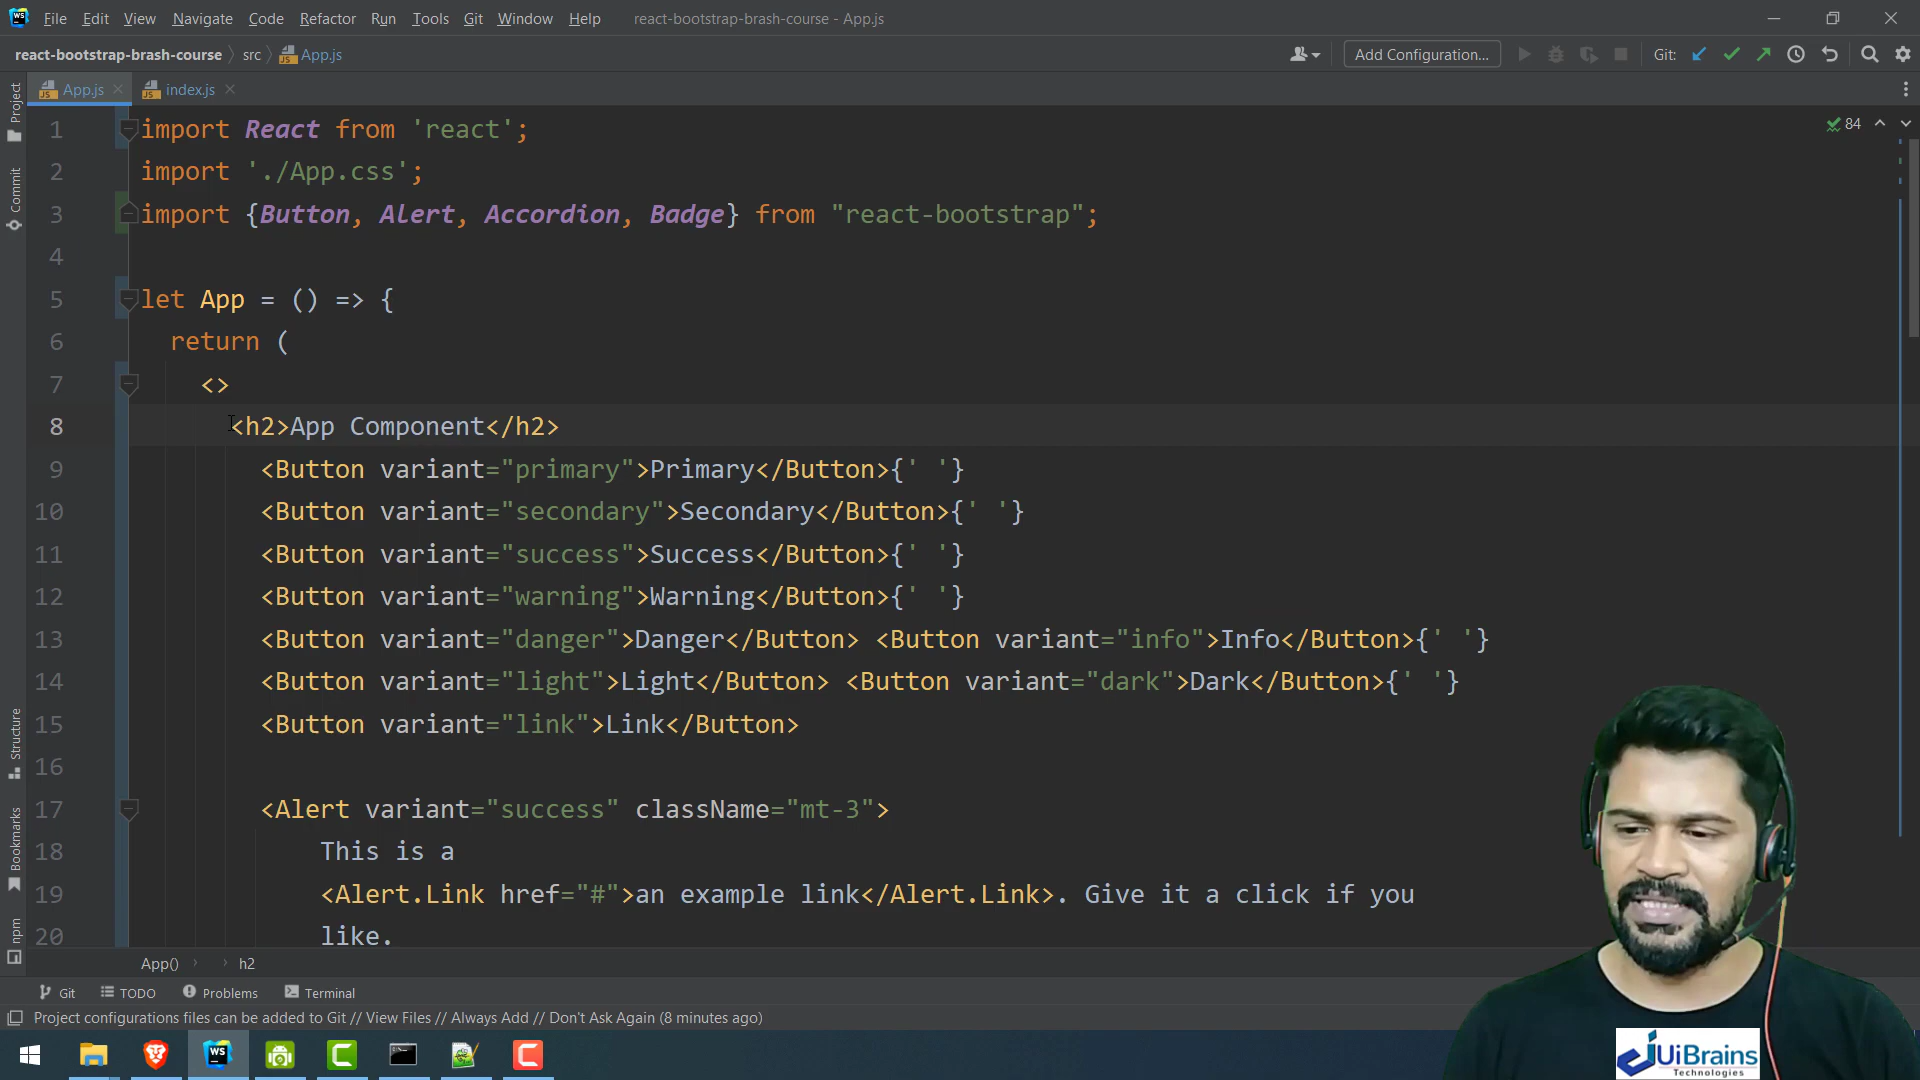 File Edit View Navigate Code Refactor Run Tools Git Window Help react-bootstrap-brash-course - App.js
react-bootstrap-brash-course src App.js Add Configuration... Git:
App.js index.js
Project
Commit
Structure
Bookmarks
npm
84
1 import React from 'react';
2 import './App.css';
3 import {Button, Alert, Accordion, Badge} from "react-bootstrap";
4
5 let App = () => {
6 return (
7 <>
8 <h2>App Component</h2>
9 <Button variant="primary">Primary</Button>{' '}
10 <Button variant="secondary">Secondary</Button>{' '}
11 <Button variant="success">Success</Button>{' '}
12 <Button variant="warning">Warning</Button>{' '}
13 <Button variant="danger">Danger</Button> <Button variant="info">Info</Button>{' '}
14 <Button variant="light">Light</Button> <Button variant="dark">Dark</Button>{' '}
15 <Button variant="link">Link</Button>
16
17 <Alert variant="success" className="mt-3">
18 This is a
19 <Alert.Link href="#">an example link</Alert.Link>. Give it a click if you
20 like.
App() h2
Git TODO Problems Terminal
Project configurations files can be added to Git // View Files // Always Add // Don't Ask Again (8 minutes ago)
WS
UiBrains
Technologies